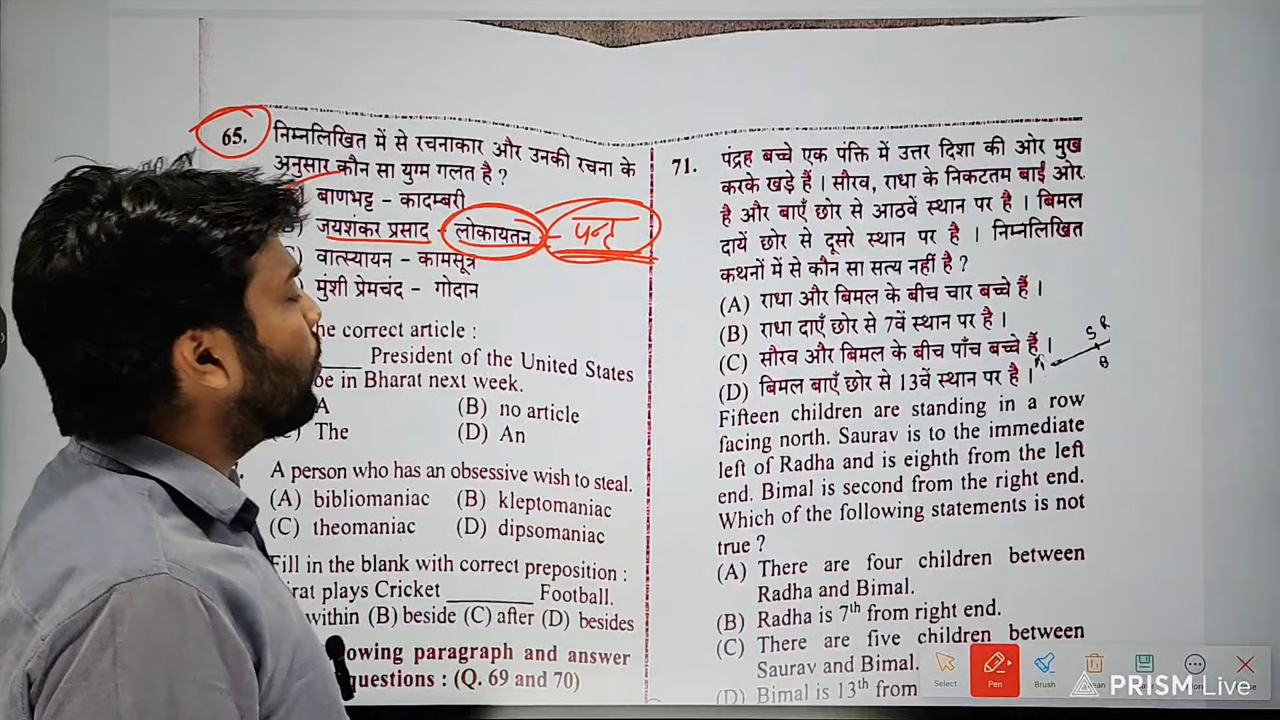 65. निम्नलिखित में से रचनाकार और उनकी रचना के
अनुसार कौन सा युग्म गलत है ?
बाणभट्ट – कादम्बरी
) जयशंकर प्रसाद - लोकायतन - पन्त
) वात्स्यायन – कामसूत्र
मुंशी प्रेमचंद – गोदान
he correct article :
____ President of the United States
be in Bharat next week.
A (B) no article
) The (D) An
A person who has an obsessive wish to steal.
(A) bibliomaniac (B) kleptomaniac
(C) theomaniac (D) dipsomaniac
Fill in the blank with correct preposition :
rat plays Cricket ________ Football.
within (B) beside (C) after (D) besides
owing paragraph and answer
questions : (Q. 69 and 70)
71. पंद्रह बच्चे एक पंक्ति में उत्तर दिशा की ओर मुख
करके खड़े हैं । सौरव, राधा के निकटतम बाईं ओर
है और बाएँ छोर से आठवें स्थान पर है । बिमल
दायें छोर से दूसरे स्थान पर है । निम्नलिखित
कथनों में से कौन सा सत्य नहीं है ?
(A) राधा और बिमल के बीच चार बच्चे हैं ।
(B) राधा दाएँ छोर से 7वें स्थान पर है ।
(C) सौरव और बिमल के बीच पाँच बच्चे हैं ।
(D) बिमल बाएँ छोर से 13वें स्थान पर है ।
S R
B
Fifteen children are standing in a row
facing north. Saurav is to the immediate
left of Radha and is eighth from the left
end. Bimal is second from the right end.
Which of the following statements is not
true ?
(A) There are four children between
Radha and Bimal.
(B) Radha is 7th from right end.
(C) There are five children between
Saurav and Bimal.
(D) Bimal is 13th from
Select Pen Brush
PRISM Live